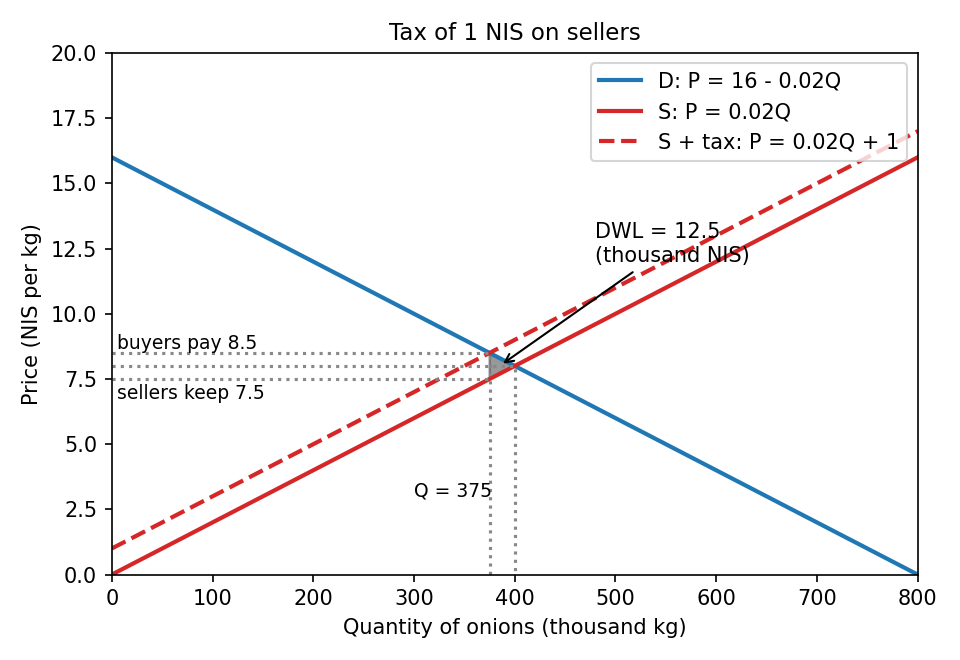 Tax of 1 NIS on sellers
20.0
17.5
15.0
12.5
10.0
7.5
5.0
2.5
0.0
Price (NIS per kg)
D: P = 16 - 0.02Q
S: P = 0.02Q
S + tax: P = 0.02Q + 1
DWL = 12.5
(thousand NIS)
buyers pay 8.5
sellers keep 7.5
Q = 375
0 100 200 300 400 500 600 700 800
Quantity of onions (thousand kg)